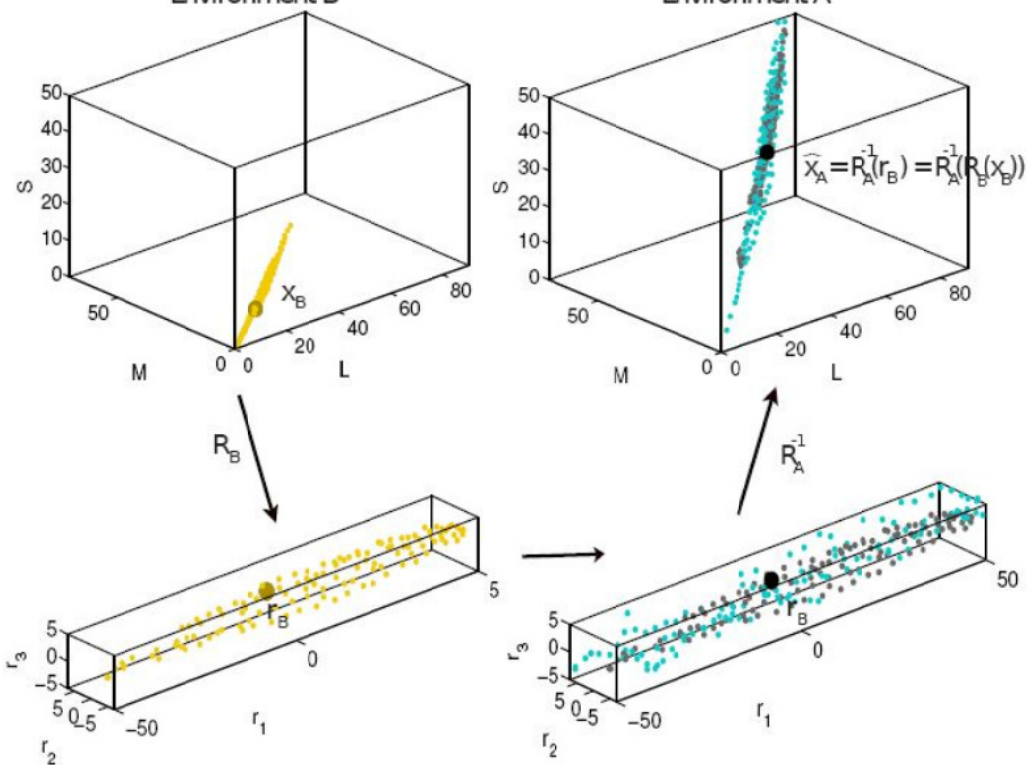 Environment B
Environment A
50
40
30
20
10
0
S
50
M
0 0
20
40
60
80
L
x_B
50
40
30
20
10
0
S
50
M
0 0
20
40
60
80
L
x̂_A = R_A^-1(r_B) = R_A^-1(R_B(x_B))
R_B
R_A^-1
5
0
-5
r_3
5 0 -5
r_2
-50
0
5
r_1
r_B
5
0
-5
r_3
5 0 -5
r_2
-50
0
50
r_1
r_B